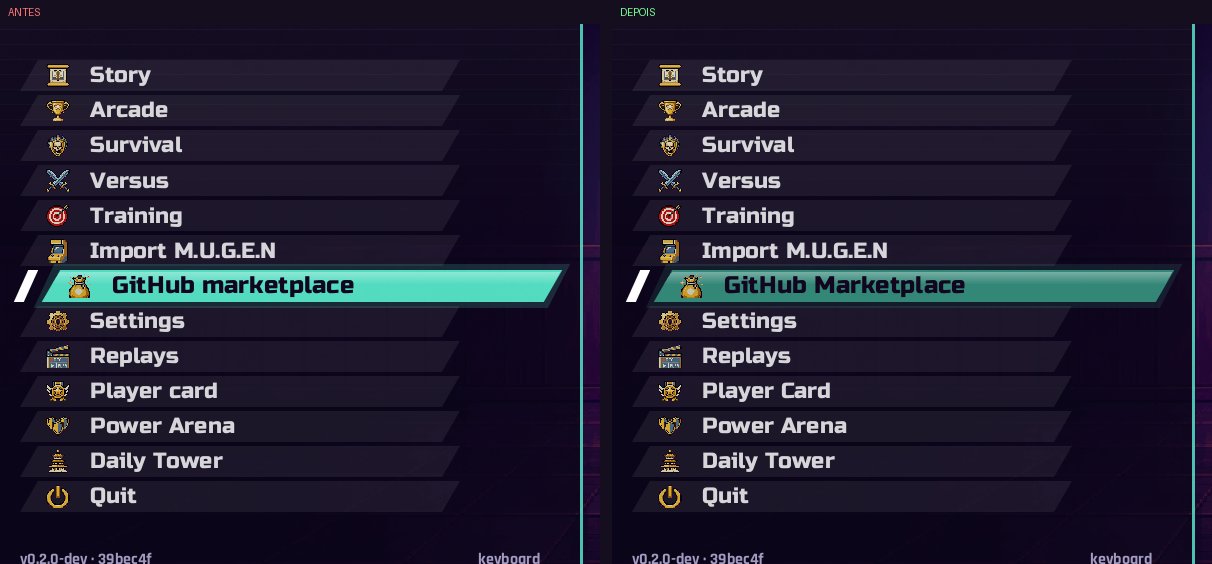 ANTES
Story
Arcade
Survival
Versus
Training
Import M.U.G.E.N
GitHub marketplace
Settings
Replays
Player card
Power Arena
Daily Tower
Quit
v0.2.0-dev · 39bec4f
keyboard
DEPOIS
Story
Arcade
Survival
Versus
Training
Import M.U.G.E.N
GitHub Marketplace
Settings
Replays
Player Card
Power Arena
Daily Tower
Quit
v0.2.0-dev · 39bec4f
keyboard